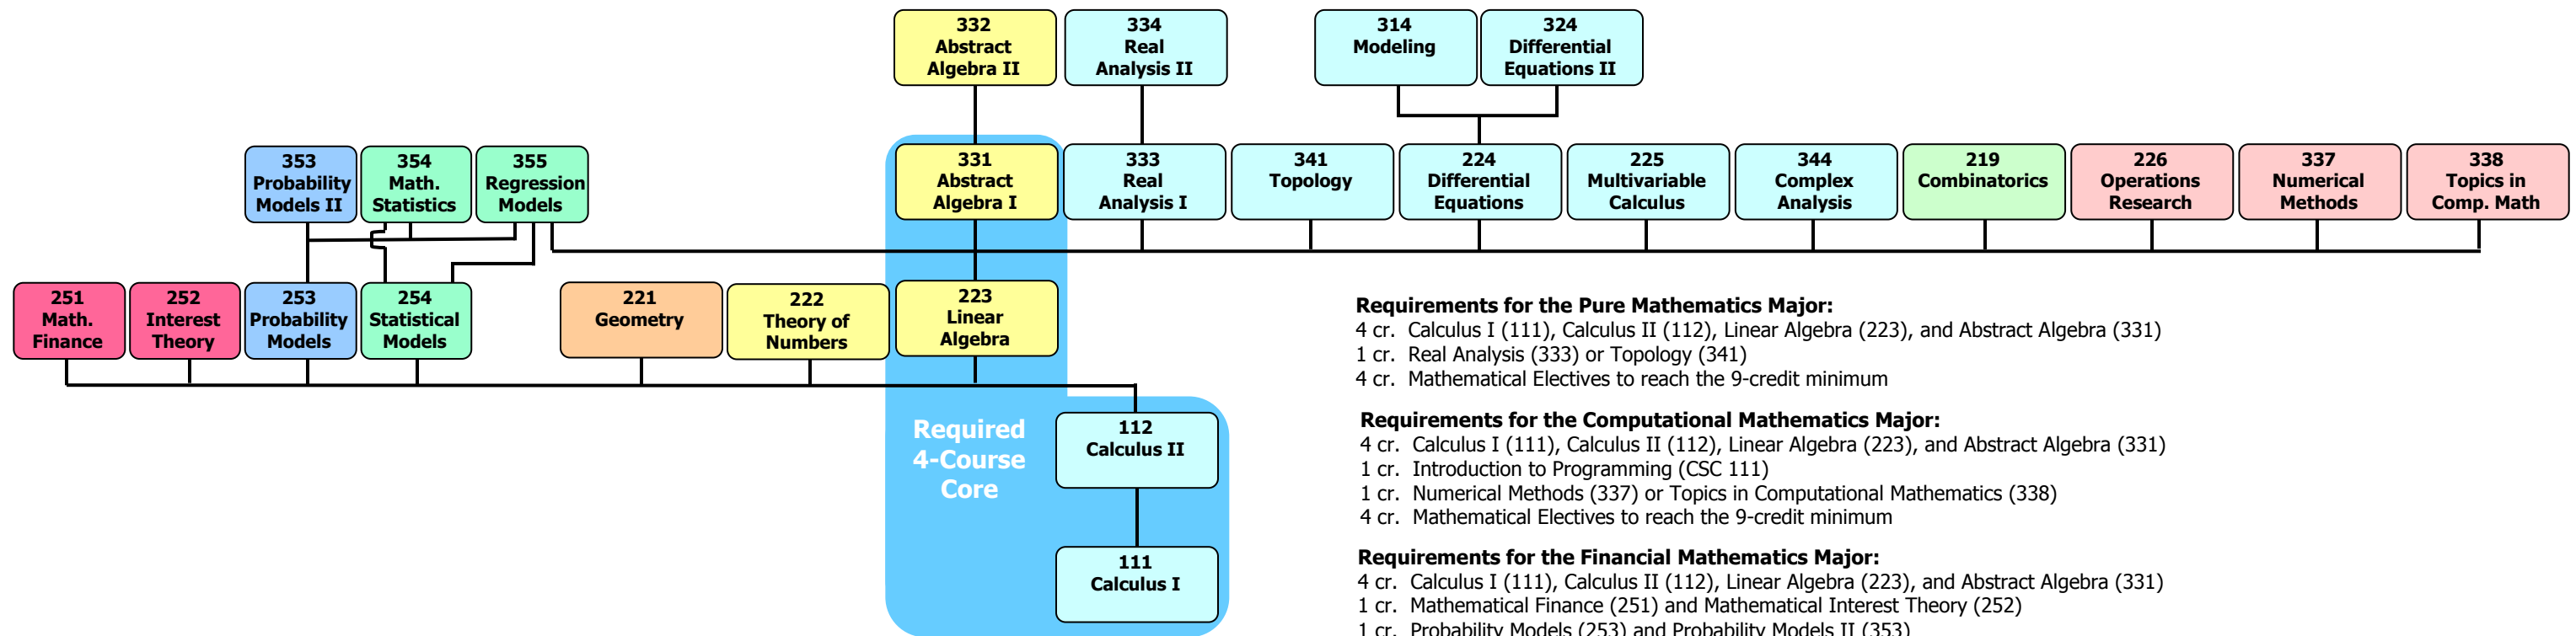 332
Abstract
Algebra II
334
Real
Analysis II
314
Modeling
324
Differential
Equations II
353
Probability
Models II
354
Math.
Statistics
355
Regression
Models
331
Abstract
Algebra I
333
Real
Analysis I
341
Topology
224
Differential
Equations
225
Multivariable
Calculus
344
Complex
Analysis
219
Combinatorics
226
Operations
Research
337
Numerical
Methods
338
Topics in
Comp. Math
251
Math.
Finance
252
Interest
Theory
253
Probability
Models
254
Statistical
Models
221
Geometry
222
Theory of
Numbers
223
Linear
Algebra
Required
4-Course
Core
112
Calculus II
111
Calculus I
Requirements for the Pure Mathematics Major:
4 cr. Calculus I (111), Calculus II (112), Linear Algebra (223), and Abstract Algebra (331)
1 cr. Real Analysis (333) or Topology (341)
4 cr. Mathematical Electives to reach the 9-credit minimum
Requirements for the Computational Mathematics Major:
4 cr. Calculus I (111), Calculus II (112), Linear Algebra (223), and Abstract Algebra (331)
1 cr. Introduction to Programming (CSC 111)
1 cr. Numerical Methods (337) or Topics in Computational Mathematics (338)
4 cr. Mathematical Electives to reach the 9-credit minimum
Requirements for the Financial Mathematics Major:
4 cr. Calculus I (111), Calculus II (112), Linear Algebra (223), and Abstract Algebra (331)
1 cr. Mathematical Finance (251) and Mathematical Interest Theory (252)
1 cr. Probability Models (253) and Probability Models II (353)